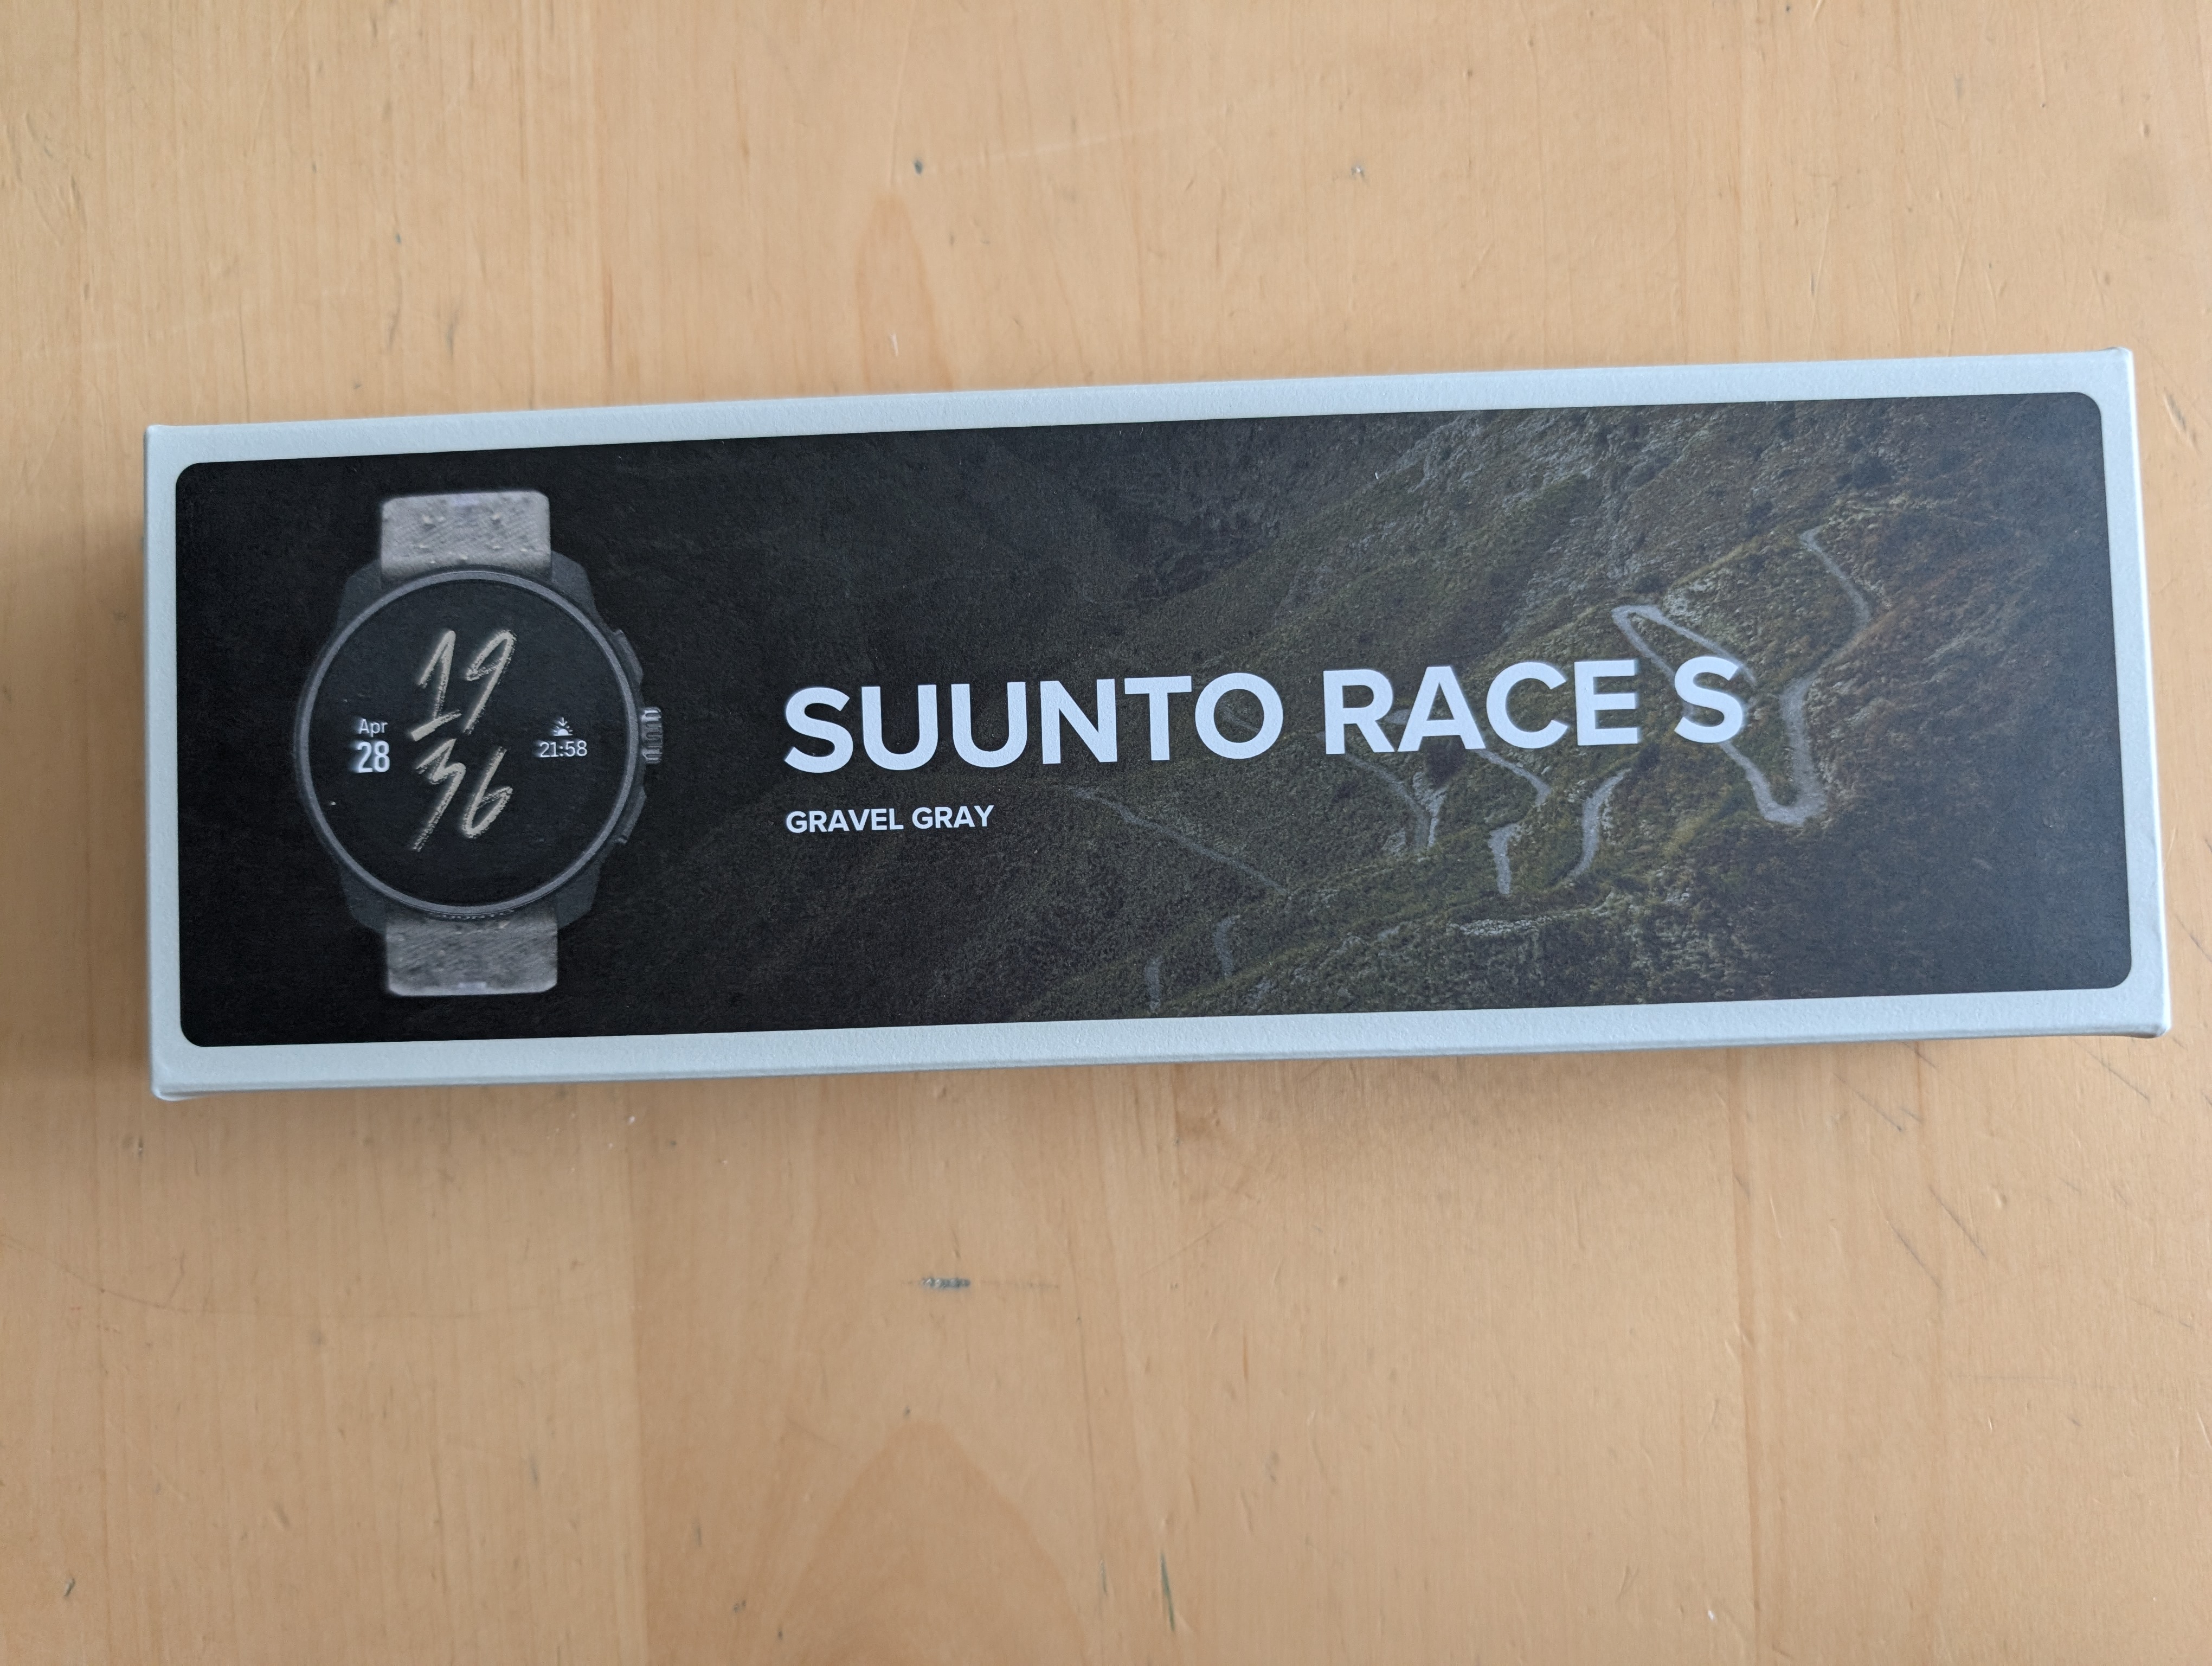 19
36
Apr
28
21:58
SUUNTO RACE S
GRAVEL GRAY